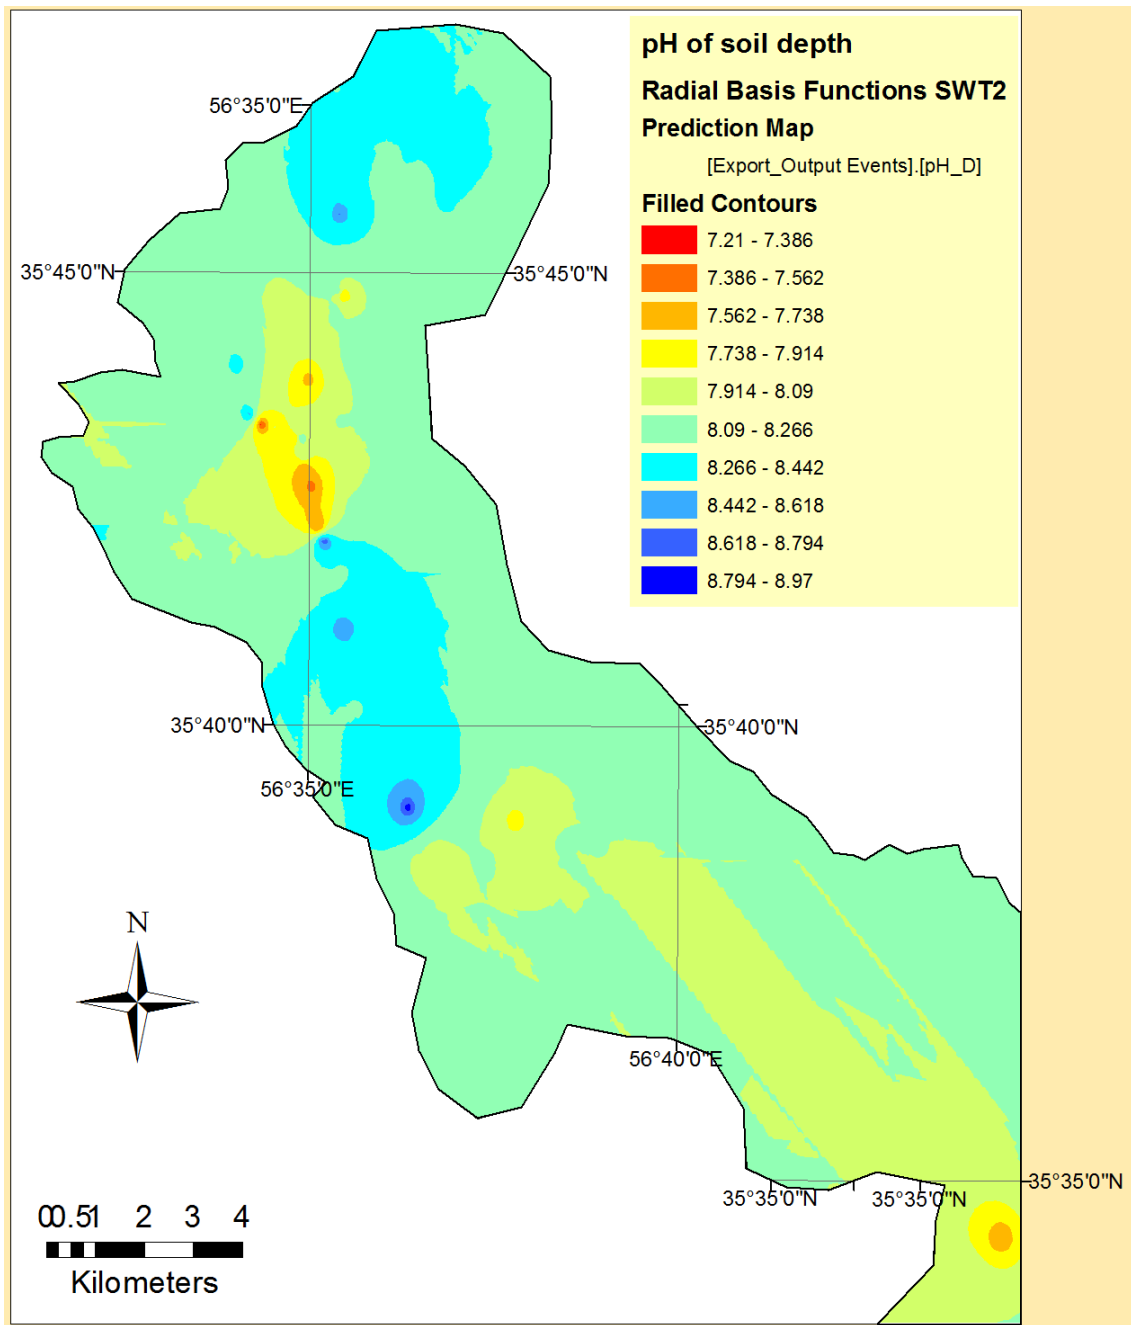 pH of soil depth
Radial Basis Functions SWT2
Prediction Map
[Export_Output Events].[pH_D]
Filled Contours
7.21 - 7.386
7.386 - 7.562
7.562 - 7.738
7.738 - 7.914
7.914 - 8.09
8.09 - 8.266
8.266 - 8.442
8.442 - 8.618
8.618 - 8.794
8.794 - 8.97
56°35'0"E
35°45'0"N
35°45'0"N
35°40'0"N
35°40'0"N
56°35'0"E
N
56°40'0"E
35°35'0"N
35°35'0"N
35°35'0"N
0 0.5 1 2 3 4
Kilometers